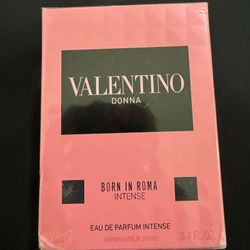 VALENTINO
DONNA
BORN IN ROMA
INTENSE
EAU DE PARFUM INTENSE
VAPORISATEUR SPRAY
3.4 FL.OZ